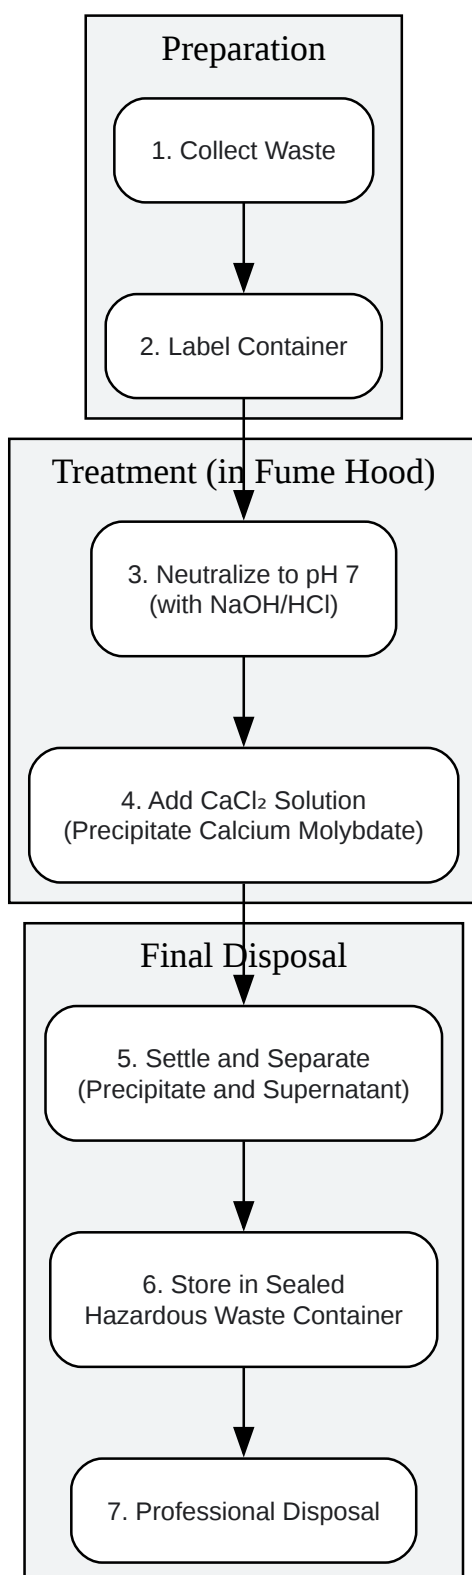 Preparation
1. Collect Waste
2. Label Container
Treatment (in Fume Hood)
3. Neutralize to pH 7
(with NaOH/HCl)
4. Add CaCl₂ Solution
(Precipitate Calcium Molybdate)
Final Disposal
5. Settle and Separate
(Precipitate and Supernatant)
6. Store in Sealed
Hazardous Waste Container
7. Professional Disposal